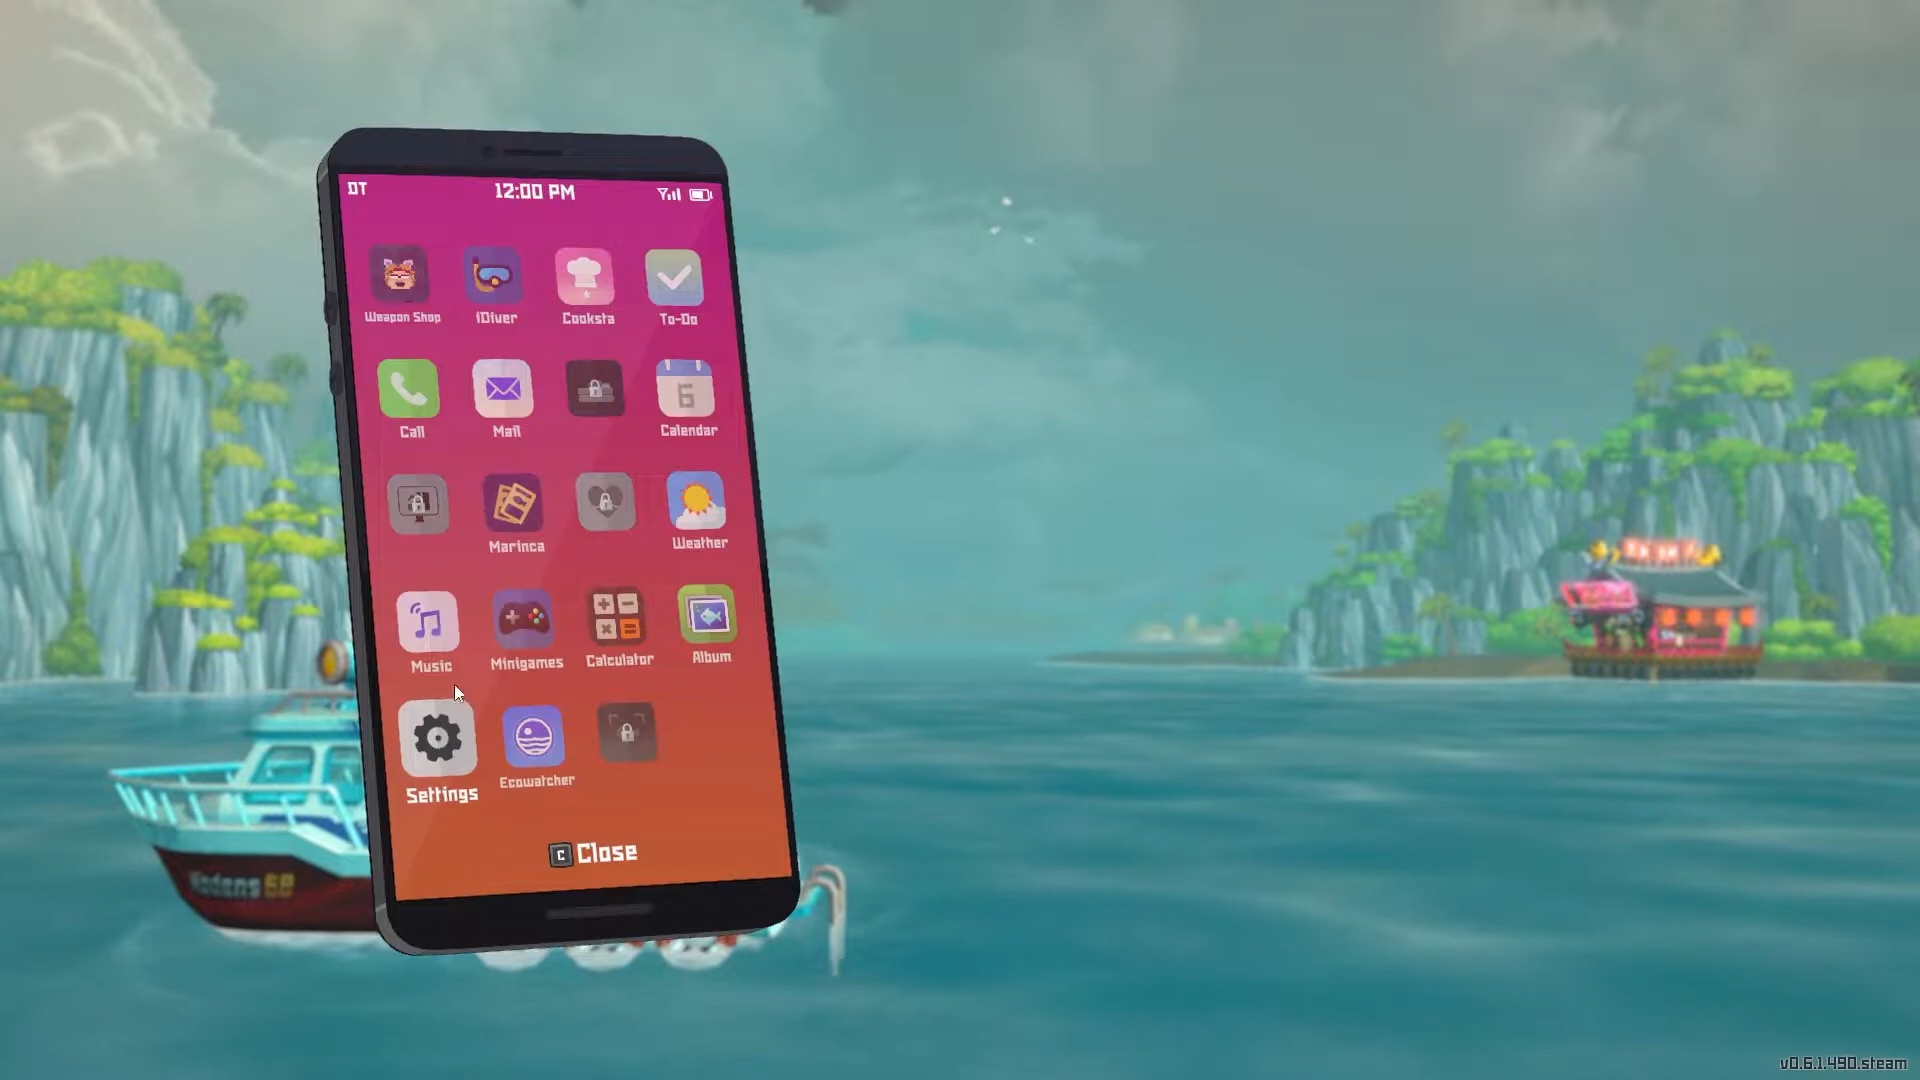 DT
12:00 PM
Weapon Shop
iDiver
Cooksta
To-Do
Call
Mail
6
Calendar
Marinca
Weather
Music
Minigames
Calculator
Album
Settings
Ecowatcher
C Close
v0.6.1.490.steam